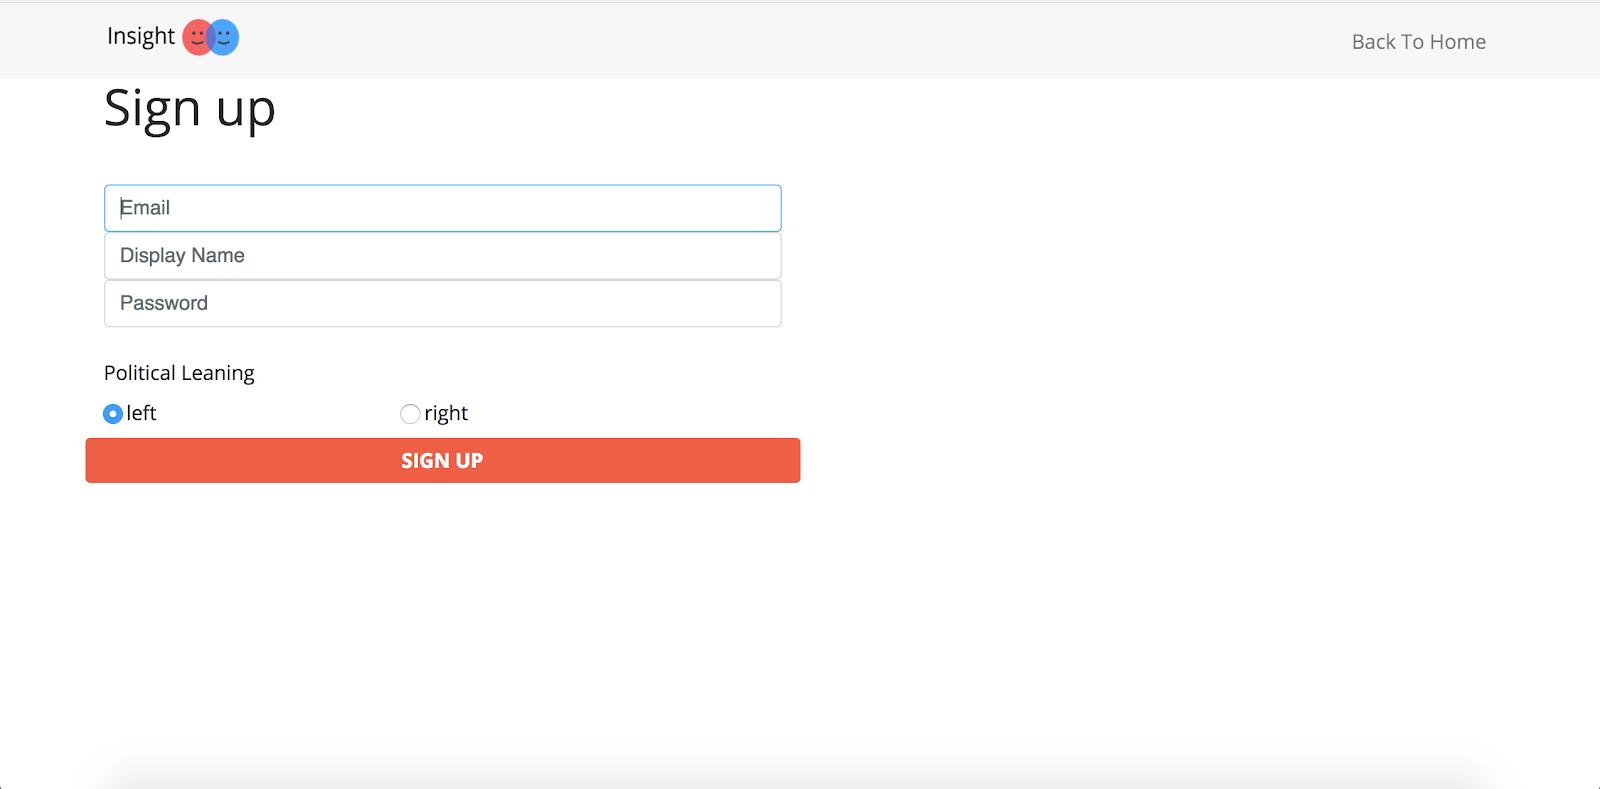 Insight
Back To Home
Sign up
Email
Display Name
Password
Political Leaning
left right
SIGN UP